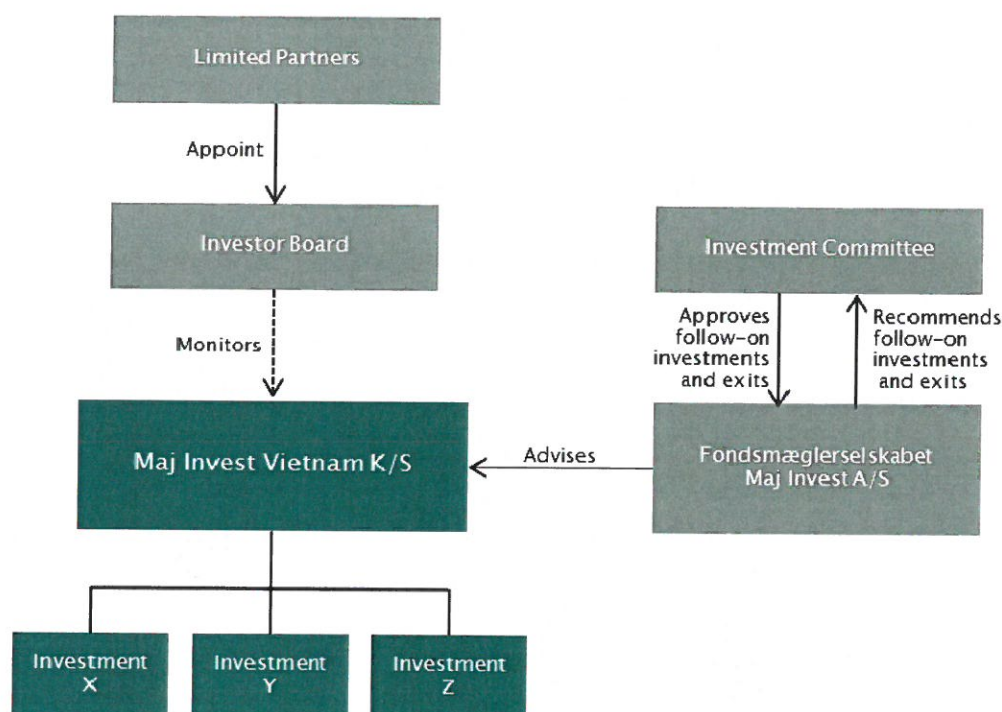 Limited Partners
Appoint
Investor Board
Investment Committee
Monitors
Approves
follow-on
investments
and exits
Recommends
follow-on
investments
and exits
Maj Invest Vietnam K/S
Advises
Fondsmæglerselskabet
Maj Invest A/S
Investment
X
Investment
Y
Investment
Z